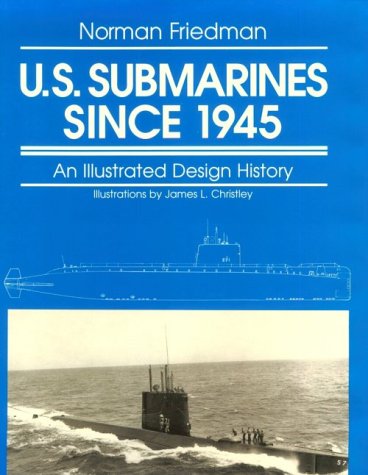 Norman Friedman
U.S. SUBMARINES
SINCE 1945
An Illustrated Design History
Illustrations by James L. Christley